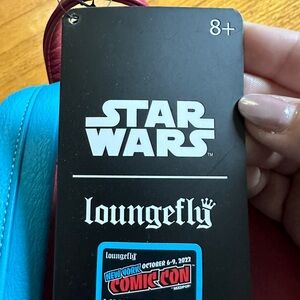 8+
STAR
WARS
loungefly
loungefly
OCTOBER 6-9, 2022
NEW YORK
COMIC CON